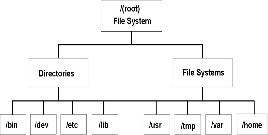 /(root)
File System
Directories
File Systems
/bin
/dev
/etc
/lib
/usr
/tmp
/var
/home